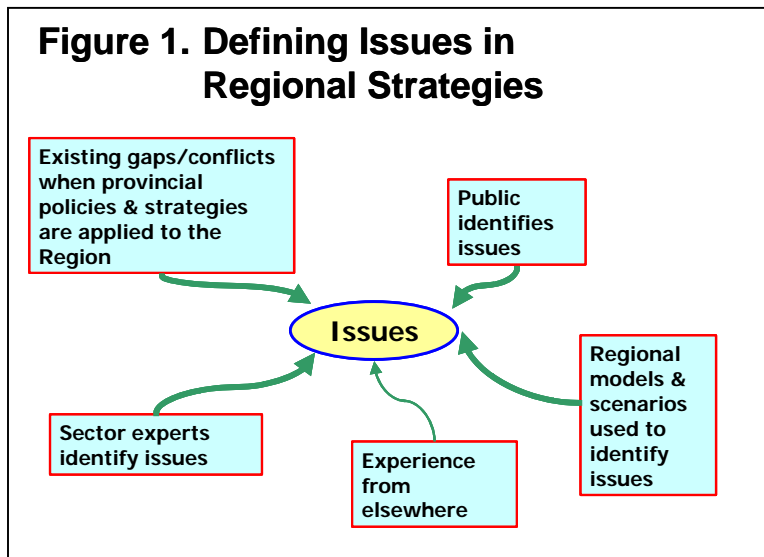 Figure 1. Defining Issues in
Regional Strategies
Existing gaps/conflicts
when provincial
policies & strategies
are applied to the
Region
Public
identifies
issues
Issues
Regional
models &
scenarios
used to
identify
issues
Sector experts
identify issues
Experience
from
elsewhere